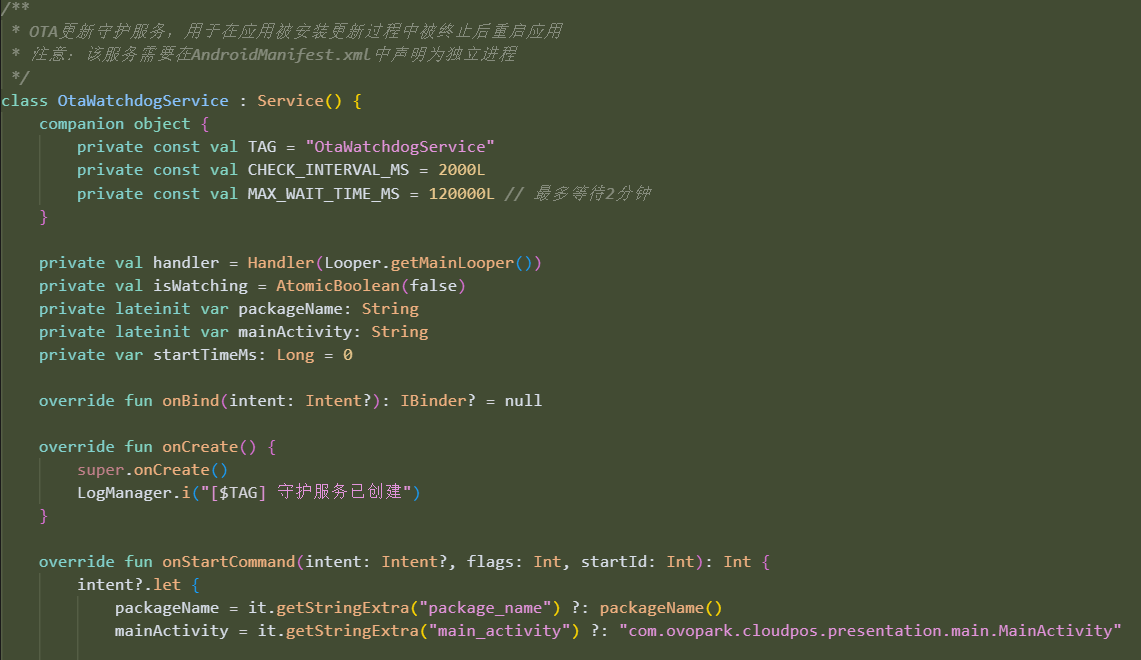 /**
 * OTA更新守护服务，用于在应用被安装更新过程中被终止后重启应用
 * 注意：该服务需要在AndroidManifest.xml中声明为独立进程
 */
class OtaWatchdogService : Service() {
    companion object {
        private const val TAG = "OtaWatchdogService"
        private const val CHECK_INTERVAL_MS = 2000L
        private const val MAX_WAIT_TIME_MS = 120000L // 最多等待2分钟
    }
    private val handler = Handler(Looper.getMainLooper())
    private val isWatching = AtomicBoolean(false)
    private lateinit var packageName: String
    private lateinit var mainActivity: String
    private var startTimeMs: Long = 0
    override fun onBind(intent: Intent?): IBinder? = null
    override fun onCreate() {
        super.onCreate()
        LogManager.i("[$TAG] 守护服务已创建")
    }
    override fun onStartCommand(intent: Intent?, flags: Int, startId: Int): Int {
        intent?.let {
            packageName = it.getStringExtra("package_name") ?: packageName()
            mainActivity = it.getStringExtra("main_activity") ?: "com.ovopark.cloudpos.presentation.main.MainActivity"